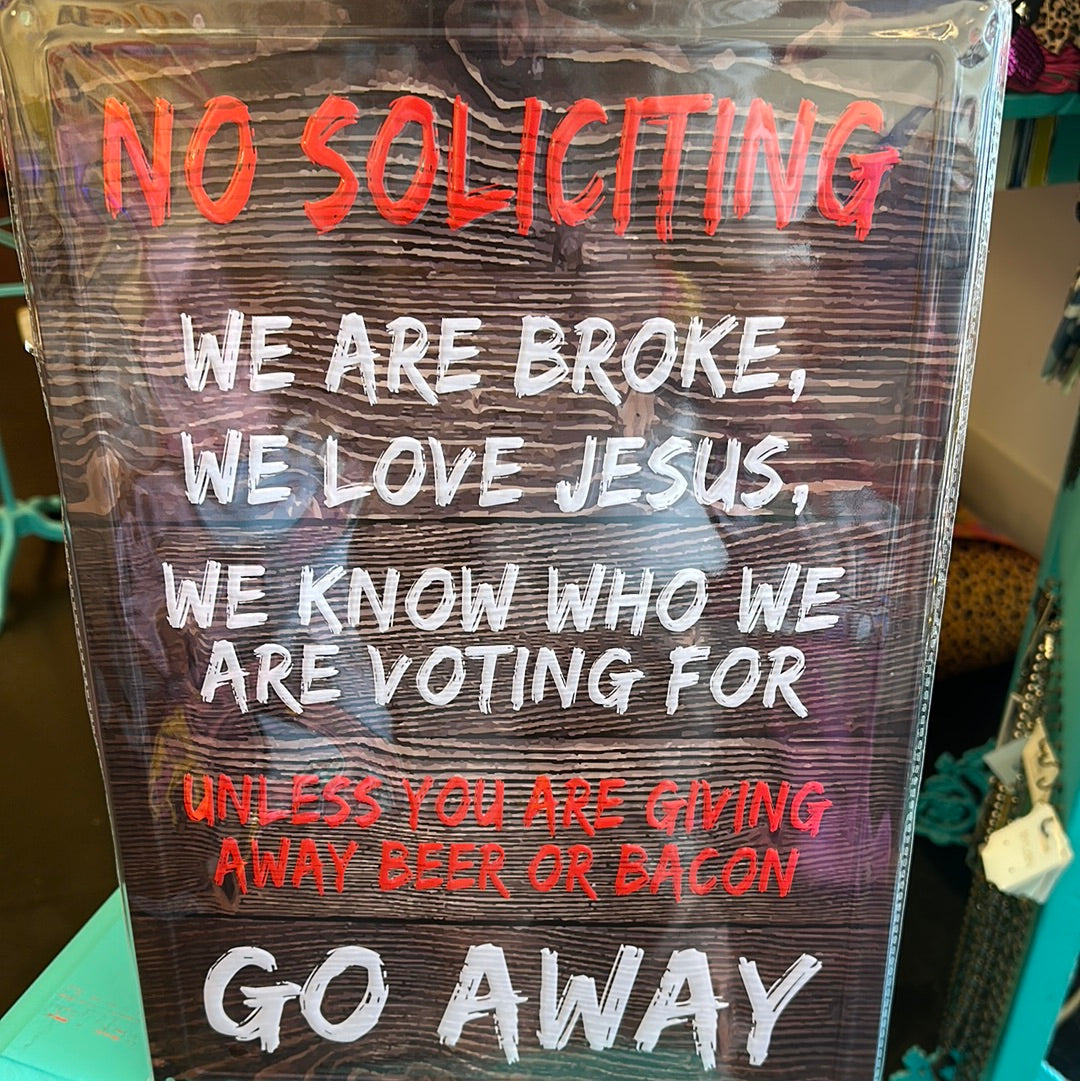 NO SOLICITING
WE ARE BROKE,
WE LOVE JESUS,
WE KNOW WHO WE
ARE VOTING FOR
UNLESS YOU ARE GIVING
AWAY BEER OR BACON
GO AWAY